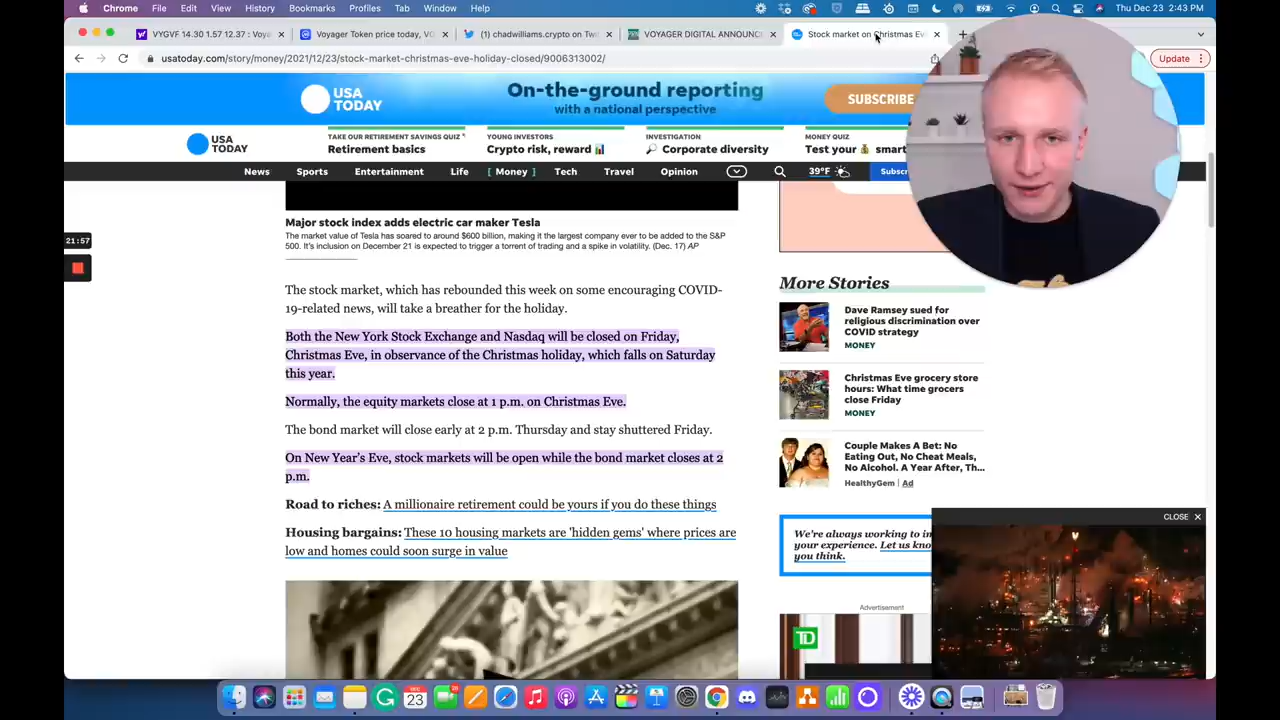 Chrome File Edit View History Bookmarks Profiles Tab Window Help
Thu Dec 23 2:43 PM
VYGVF 14.30 1.57 12.37 : Voya
Voyager Token price today, VO
(1) chadwilliams.crypto on Twi
VOYAGER DIGITAL ANNOUNC
Stock market on Christmas Ev
usatoday.com/story/money/2021/12/23/stock-market-christmas-eve-holiday-closed/9006313002/
Update
USA
TODAY
On-the-ground reporting
with a national perspective
SUBSCRIBE
USA
TODAY
TAKE OUR RETIREMENT SAVINGS QUIZ
Retirement basics
YOUNG INVESTORS
Crypto risk, reward
INVESTIGATION
Corporate diversity
MONEY QUIZ
Test your smart
News Sports Entertainment Life [ Money ] Tech Travel Opinion
39°F
Subscr
21:57
Major stock index adds electric car maker Tesla
The market value of Tesla has soared to around $600 billion, making it the largest company ever to be added to the S&P
500. It's inclusion on December 21 is expected to trigger a torrent of trading and a spike in volatility. (Dec. 17) AP
The stock market, which has rebounded this week on some encouraging COVID-
19-related news, will take a breather for the holiday.
Both the New York Stock Exchange and Nasdaq will be closed on Friday,
Christmas Eve, in observance of the Christmas holiday, which falls on Saturday
this year.
Normally, the equity markets close at 1 p.m. on Christmas Eve.
The bond market will close early at 2 p.m. Thursday and stay shuttered Friday.
On New Year's Eve, stock markets will be open while the bond market closes at 2
p.m.
Road to riches: A millionaire retirement could be yours if you do these things
Housing bargains: These 10 housing markets are 'hidden gems' where prices are
low and homes could soon surge in value
More Stories
Dave Ramsey sued for
religious discrimination over
COVID strategy
MONEY
Christmas Eve grocery store
hours: What time grocers
close Friday
MONEY
Couple Makes A Bet: No
Eating Out, No Cheat Meals,
No Alcohol. A Year After, Th...
HealthyGem | Ad
We're always working to im
your experience. Let us kno
you think.
CLOSE
Advertisement
TD
DEC
23